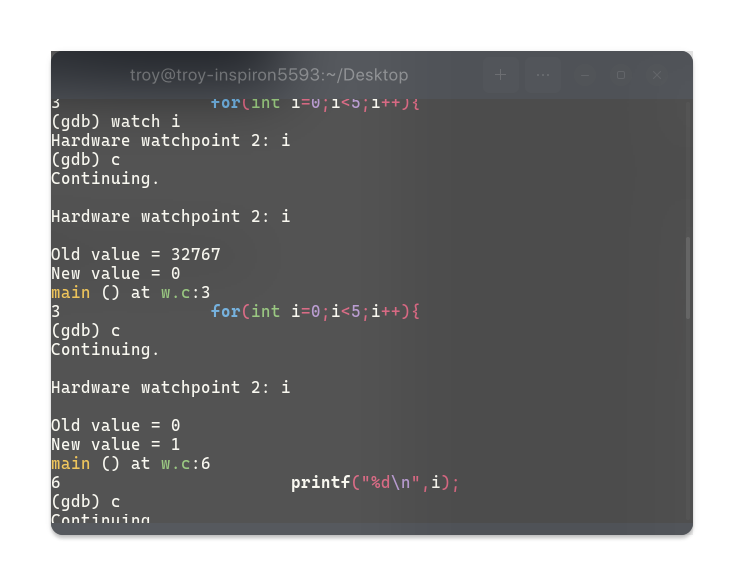 troy@troy-inspiron5593:~/Desktop
3 for(int i=0;i<5;i++){
(gdb) watch i
Hardware watchpoint 2: i
(gdb) c
Continuing.
Hardware watchpoint 2: i
Old value = 32767
New value = 0
main () at w.c:3
3 for(int i=0;i<5;i++){
(gdb) c
Continuing.
Hardware watchpoint 2: i
Old value = 0
New value = 1
main () at w.c:6
6 printf("%d\n",i);
(gdb) c
Continuing.